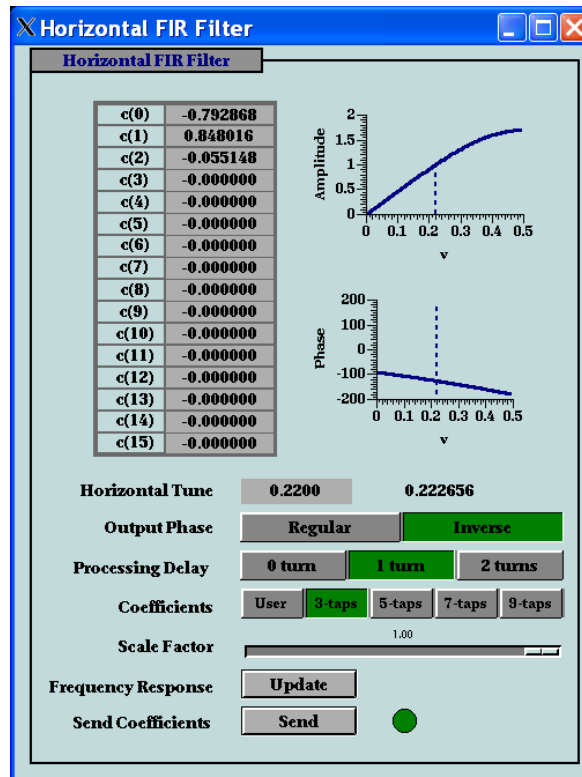 X Horizontal FIR Filter
Horizontal FIR Filter
c(0) -0.792868
c(1) 0.848016
c(2) -0.055148
c(3) -0.000000
c(4) -0.000000
c(5) -0.000000
c(6) -0.000000
c(7) -0.000000
c(8) -0.000000
c(9) -0.000000
c(10) -0.000000
c(11) -0.000000
c(12) -0.000000
c(13) -0.000000
c(14) -0.000000
c(15) -0.000000
Amplitude
2
1.5
1
0.5
0
0 0.1 0.2 0.3 0.4 0.5
v
Phase
200
100
0
-100
-200
0 0.1 0.2 0.3 0.4 0.5
v
Horizontal Tune 0.2200 0.222656
Output Phase Regular Inverse
Processing Delay 0 turn 1 turn 2 turns
Coefficients User 3-taps 5-taps 7-taps 9-taps
1.00
Scale Factor
Frequency Response Update
Send Coefficients Send